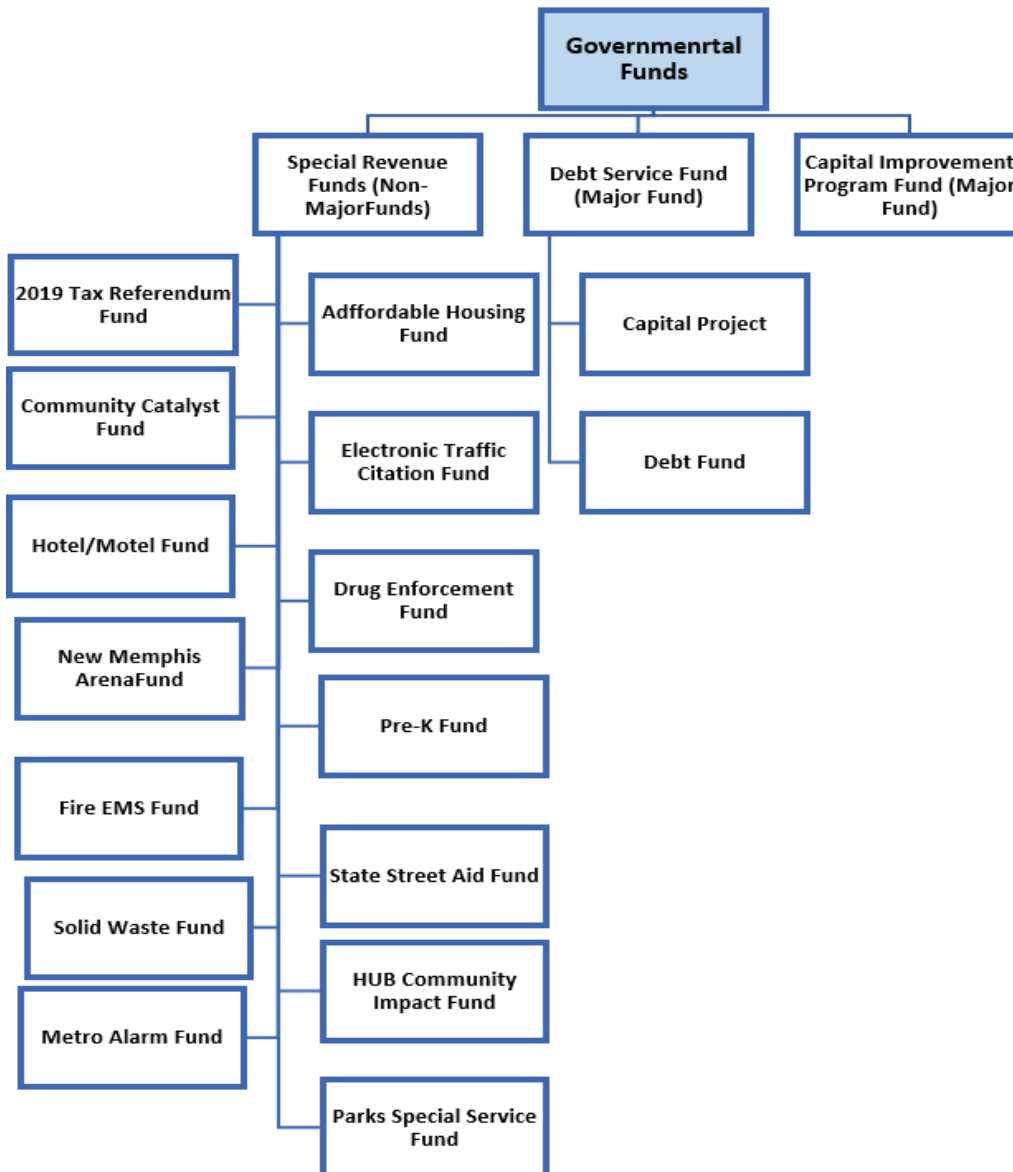 Governmenrtal
Funds
Special Revenue
Funds (Non-
MajorFunds)
Debt Service Fund
(Major Fund)
Capital Improvement
Program Fund (Major
Fund)
2019 Tax Referendum
Fund
Adffordable Housing
Fund
Capital Project
Community Catalyst
Fund
Electronic Traffic
Citation Fund
Debt Fund
Hotel/Motel Fund
Drug Enforcement
Fund
New Memphis
ArenaFund
Pre-K Fund
Fire EMS Fund
State Street Aid Fund
Solid Waste Fund
HUB Community
Impact Fund
Metro Alarm Fund
Parks Special Service
Fund